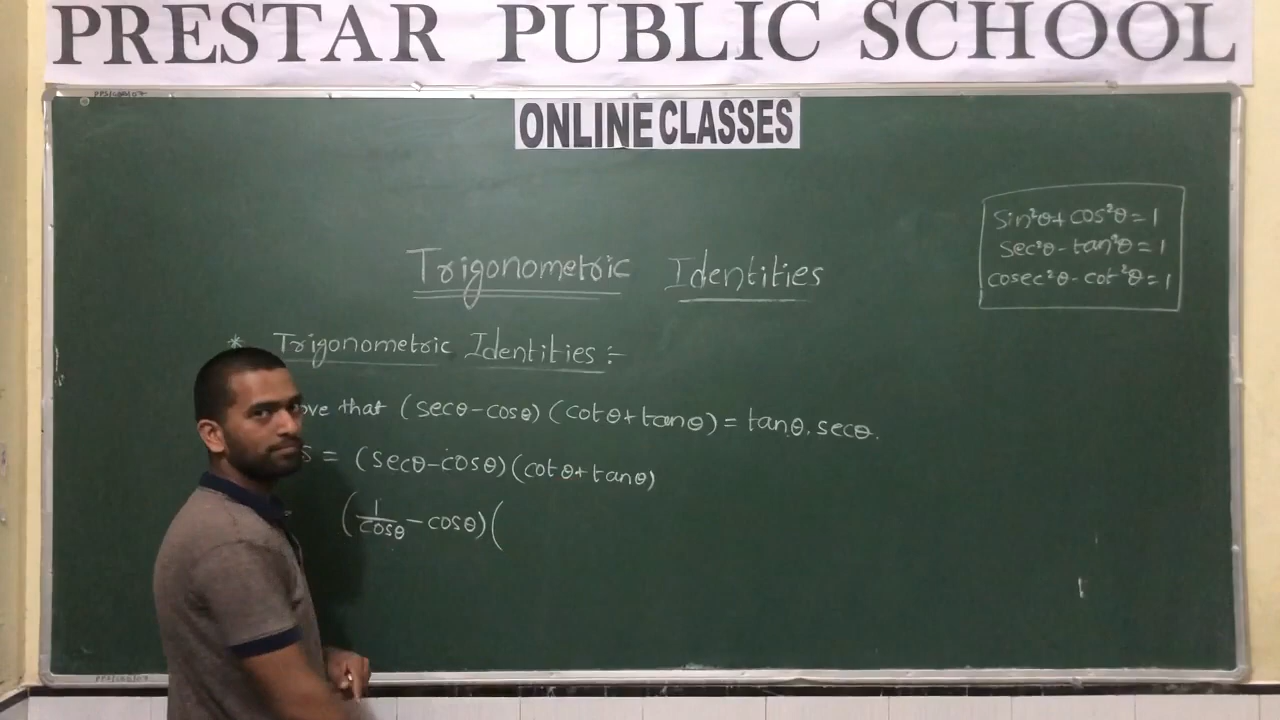 PRESTAR PUBLIC SCHOOL
ONLINE CLASSES
sin²θ + cos²θ = 1
sec²θ - tan²θ = 1
cosec²θ - cot²θ = 1
Trigonometric Identities
* Trigonometric Identities :-
ove that (secθ - cosθ) (cotθ + tanθ) = tanθ. secθ.
S = (secθ - cosθ) (cotθ + tanθ)
(1/cosθ - cosθ) (